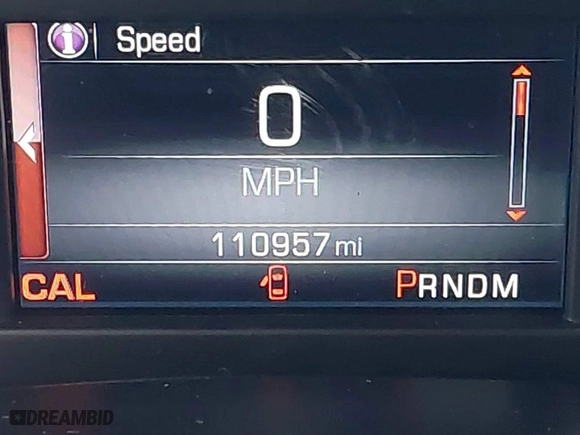 i Speed
0
MPH
110957 mi
CAL PRNDM
DREAMBID